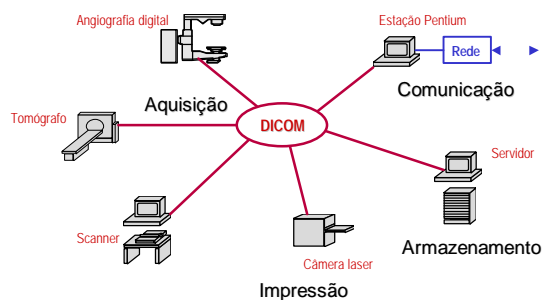 Angiografia digital
Estação Pentium
Rede
Comunicação
Aquisição
Tomógrafo
DICOM
Servidor
Scanner
Câmera laser
Armazenamento
Impressão